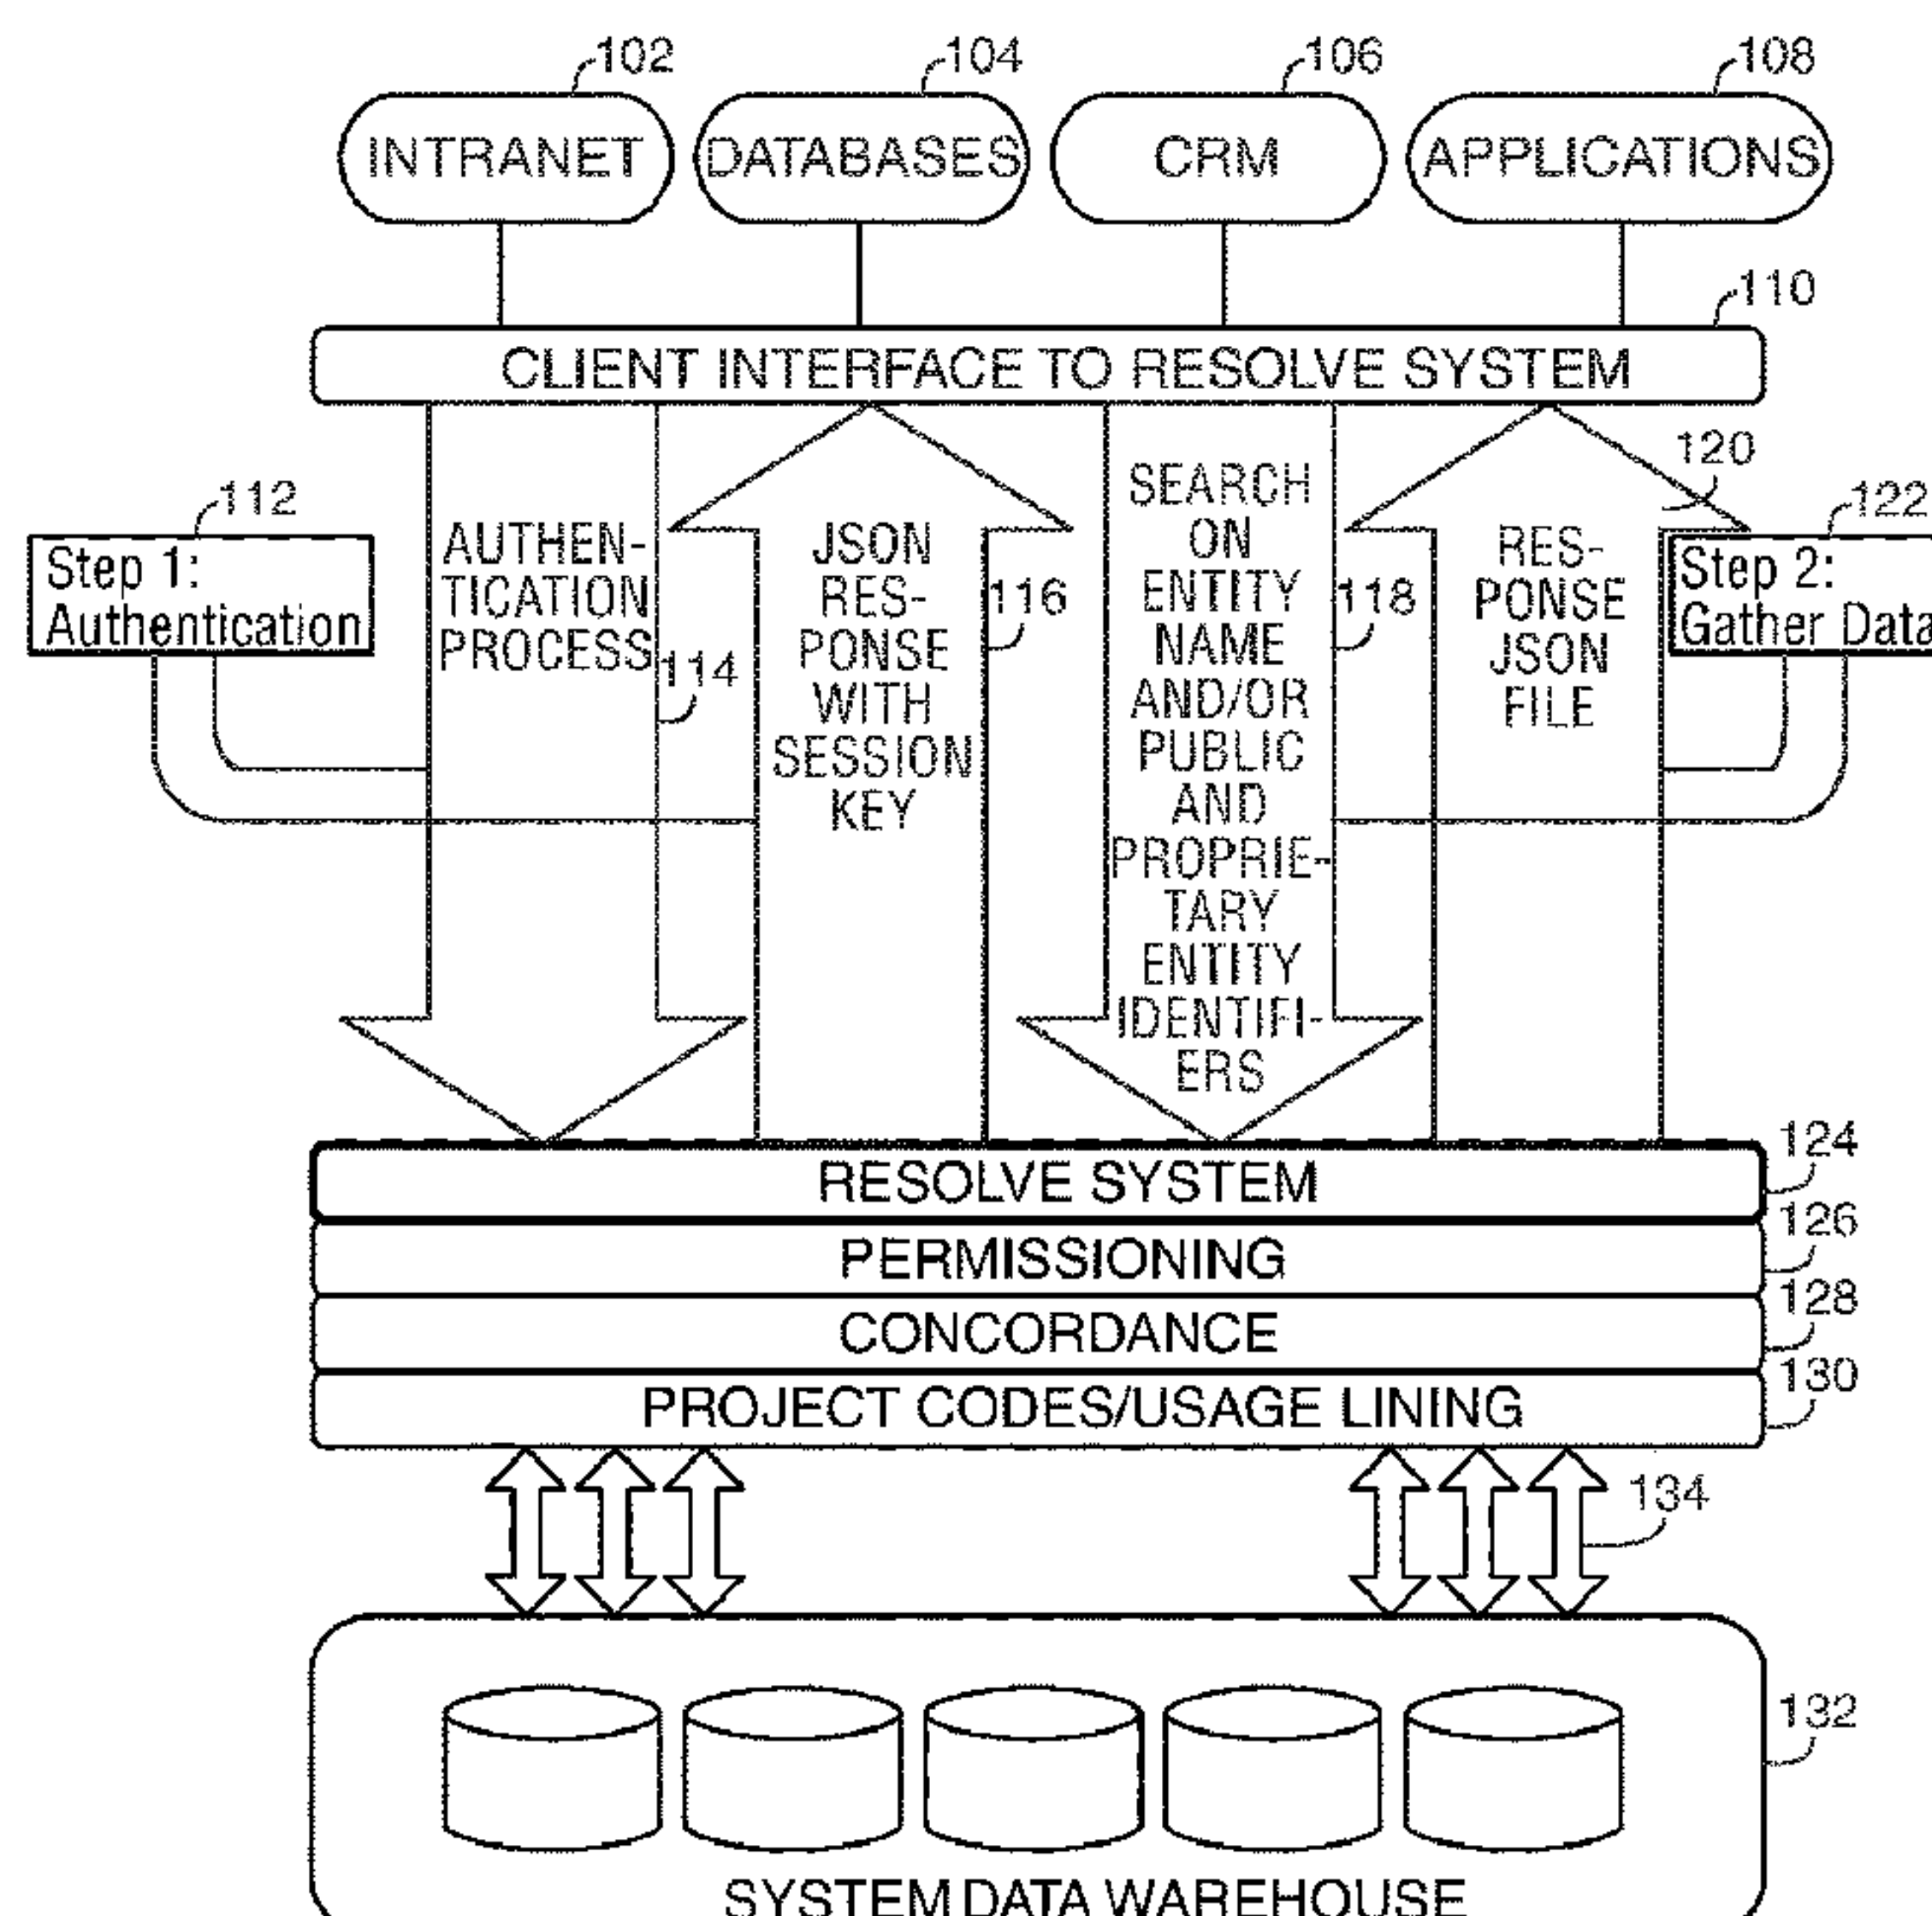 102
104
106
108
INTRANET
DATABASES
CRM
APPLICATIONS
110
CLIENT INTERFACE TO RESOLVE SYSTEM
112
Step 1:
Authentication
AUTHEN-
TICATION
PROCESS
114
JSON
RES-
PONSE
WITH
SESSION
KEY
116
SEARCH
ON
ENTITY
NAME
AND/OR
PUBLIC
AND
PROPRIE-
TARY
ENTITY
IDENTIFI-
ERS
118
RES-
PONSE
JSON
FILE
120
122
Step 2:
Gather Data
RESOLVE SYSTEM
124
PERMISSIONING
126
CONCORDANCE
128
PROJECT CODES/USAGE LINING
130
134
132
SYSTEM DATA WAREHOUSE